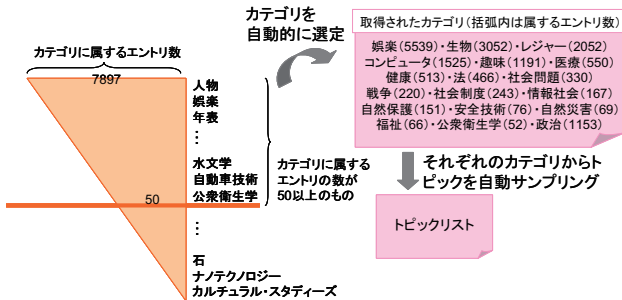 カテゴリに属するエントリ数
7897
人物
娯楽
年表
…
水文学
自動車技術
公衆衛生学
50
…
石
ナノテクノロジー
カルチュラル・スタディーズ
カテゴリに属する
エントリの数が
50以上のもの
カテゴリを
自動的に選定
取得されたカテゴリ(括弧内は属するエントリ数)
娯楽(5539)・生物(3052)・レジャー(2052)
コンピュータ(1525)・趣味(1191)・医療(550)
健康(513)・法(466)・社会問題(330)
戦争(220)・社会制度(243)・情報社会(167)
自然保護(151)・安全技術(76)・自然災害(69)
福祉(66)・公衆衛生学(52)・政治(1153)
それぞれのカテゴリからト
ピックを自動サンプリング
トピックリスト